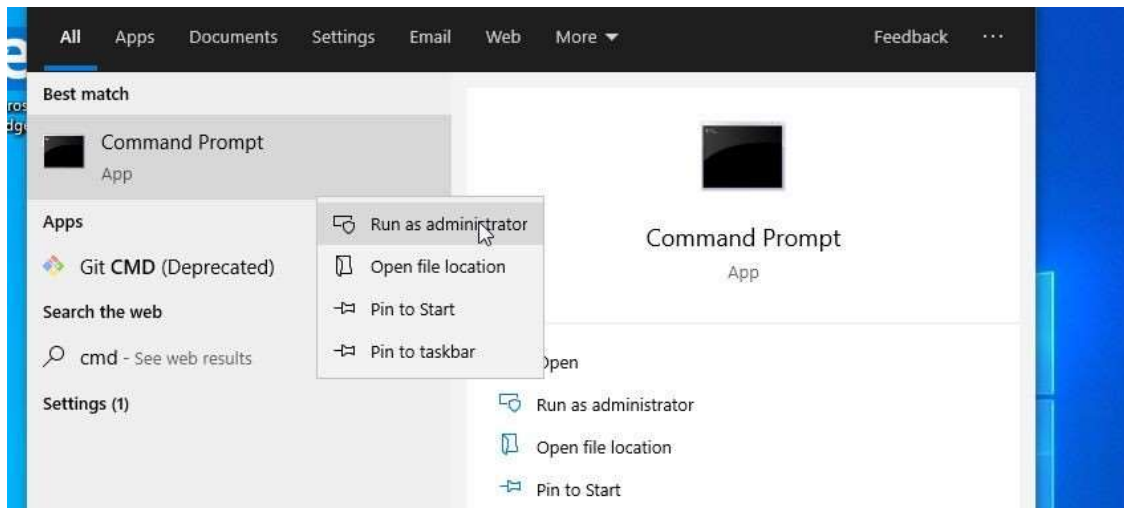 All Apps Documents Settings Email Web More Feedback ...
Best match
Command Prompt
App
Apps
Git CMD (Deprecated)
Search the web
cmd - See web results
Settings (1)
Run as administrator
Open file location
Pin to Start
Pin to taskbar
Command Prompt
App
Open
Run as administrator
Open file location
Pin to Start